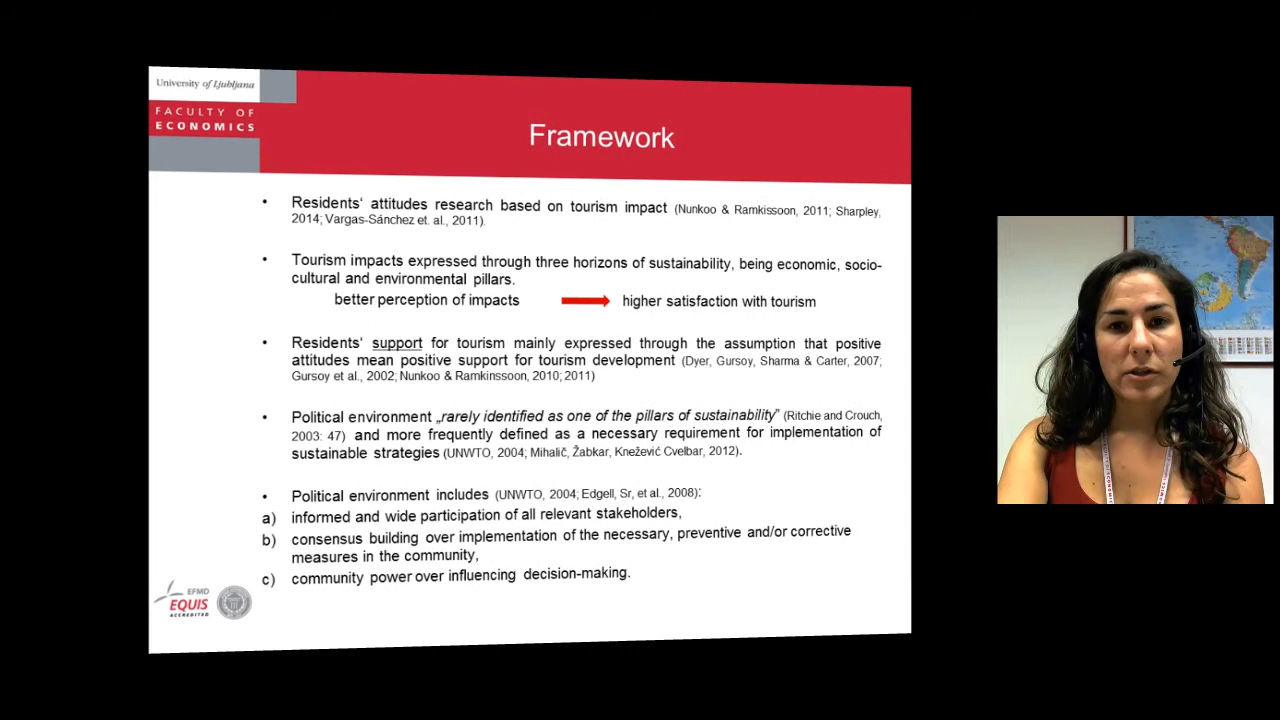 University of Ljubljana
FACULTY OF
ECONOMICS
Framework
• Residents‘ attitudes research based on tourism impact (Nunkoo & Ramkissoon, 2011; Sharpley,
2014; Vargas-Sánchez et. al., 2011).
• Tourism impacts expressed through three horizons of sustainability, being economic, socio-
cultural and environmental pillars.
better perception of impacts higher satisfaction with tourism
• Residents‘ support for tourism mainly expressed through the assumption that positive
attitudes mean positive support for tourism development (Dyer, Gursoy, Sharma & Carter, 2007;
Gursoy et al., 2002; Nunkoo & Ramkinssoon, 2010; 2011)
• Political environment „rarely identified as one of the pillars of sustainability” (Ritchie and Crouch,
2003: 47) and more frequently defined as a necessary requirement for implementation of
sustainable strategies (UNWTO, 2004; Mihalič, Žabkar, Knežević Cvelbar, 2012).
• Political environment includes (UNWTO, 2004; Edgell, Sr, et al., 2008):
a) informed and wide participation of all relevant stakeholders,
b) consensus building over implementation of the necessary, preventive and/or corrective
measures in the community,
c) community power over influencing decision-making.
EFMD
EQUIS
ACCREDITED